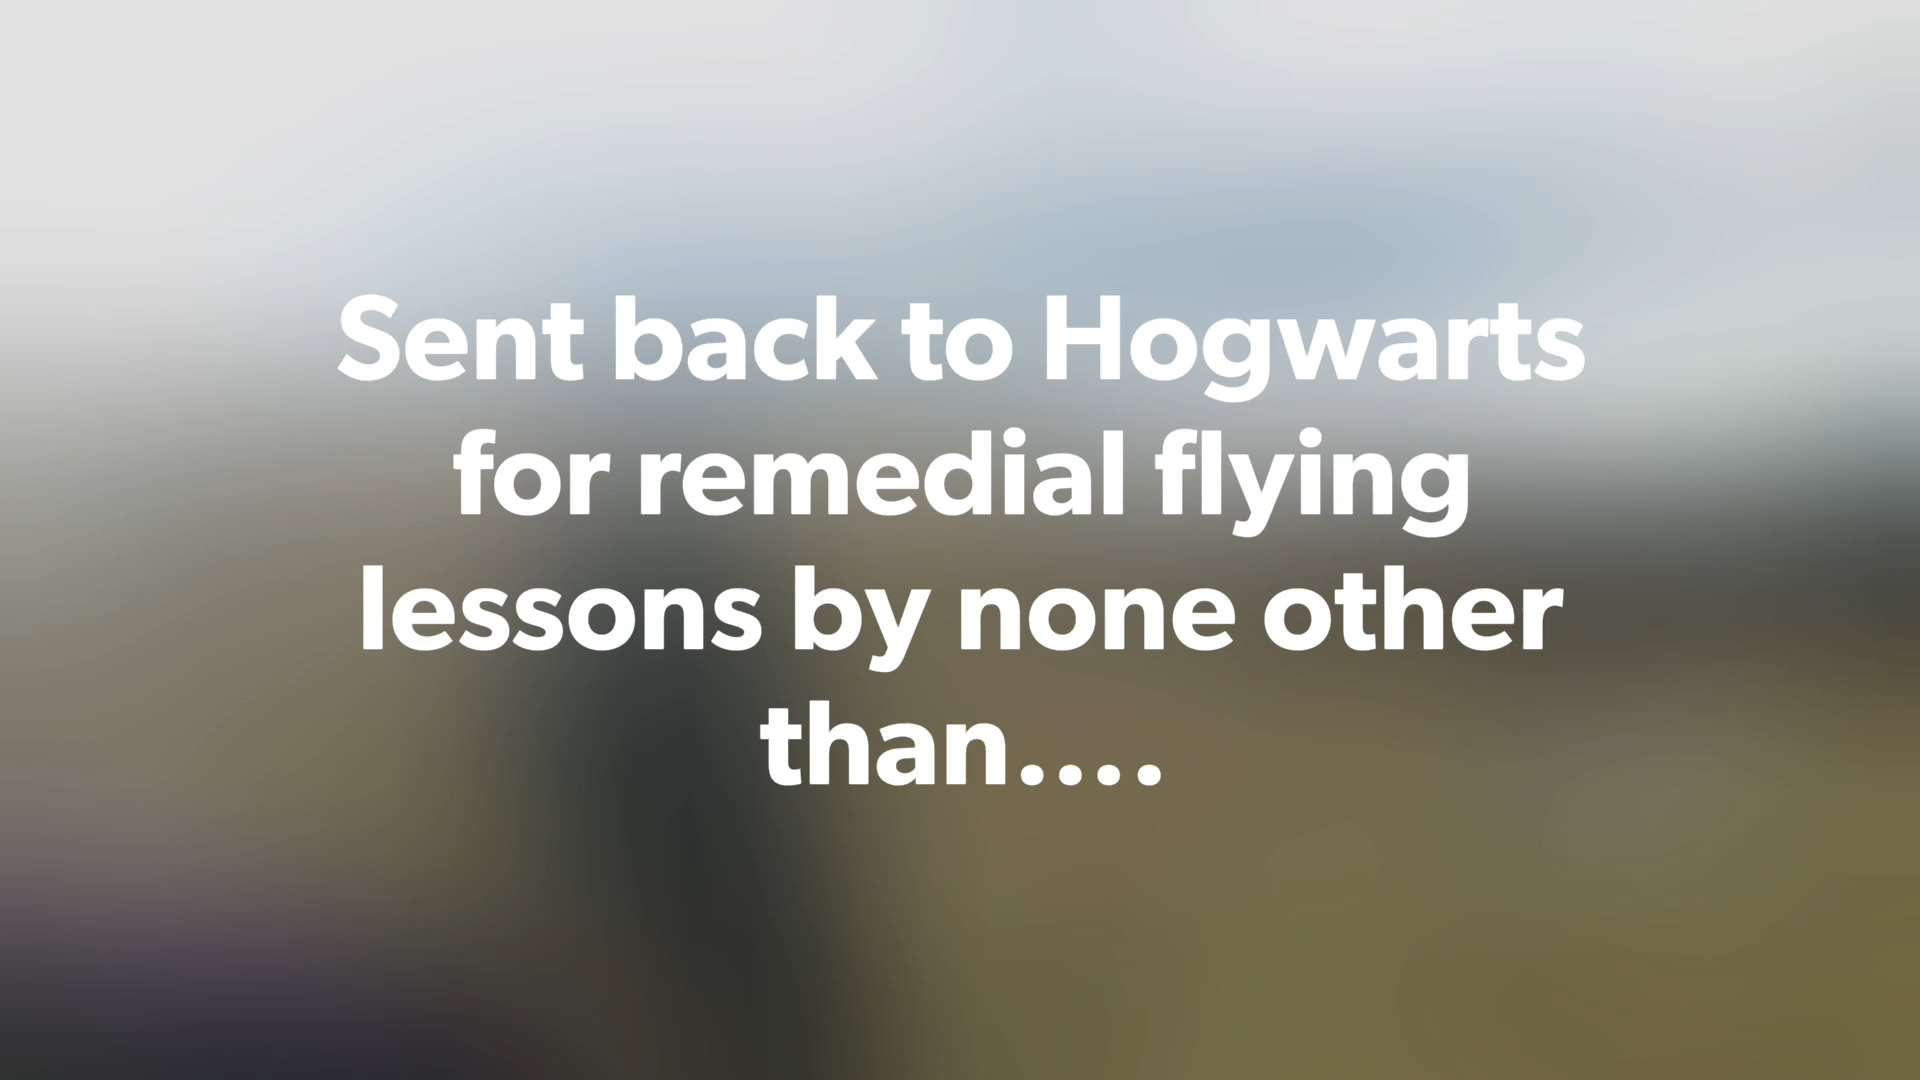 Sent back to Hogwarts
for remedial flying
lessons by none other
than....